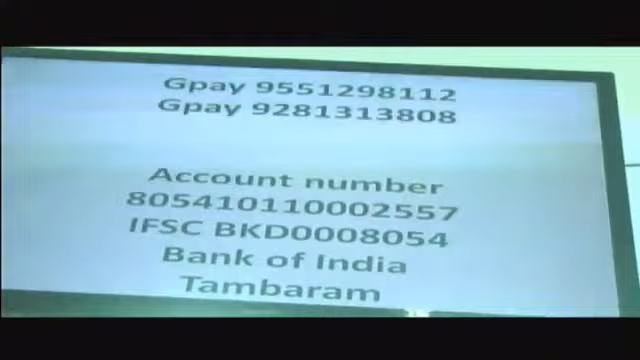 Gpay 9551298112
Gpay 9281313808
Account number
805410110002557
IFSC BKD0008054
Bank of India
Tambaram